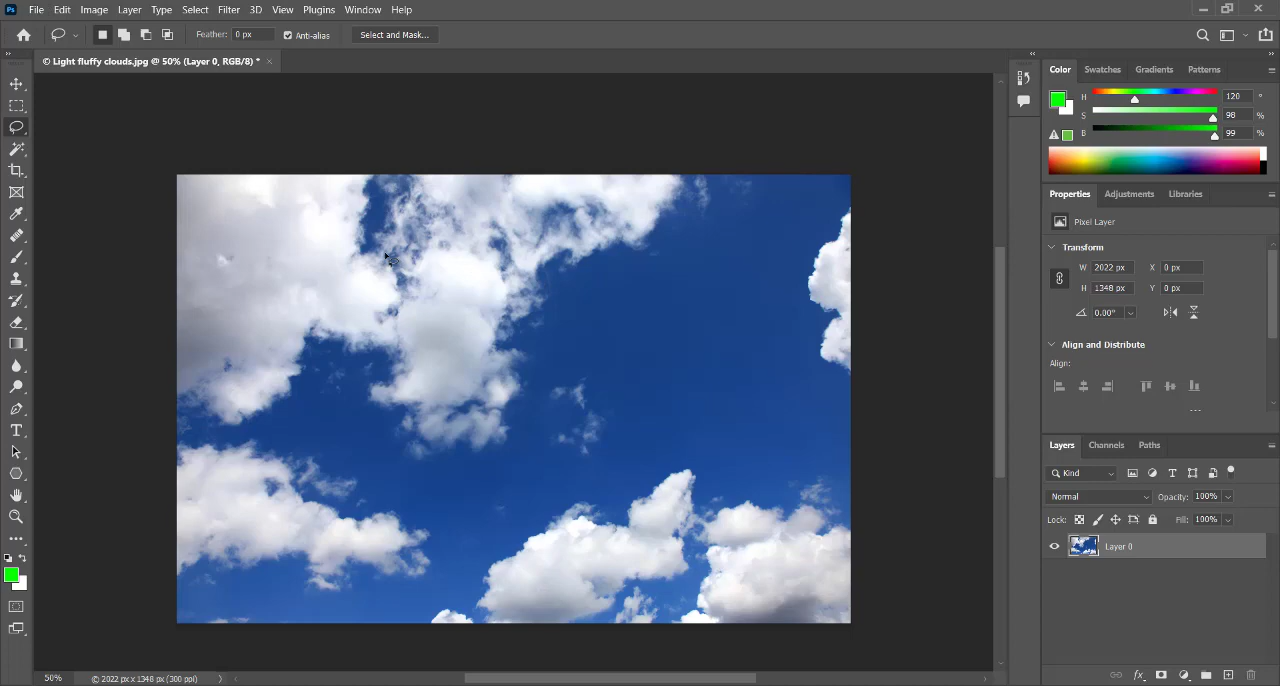 Ps File Edit Image Layer Type Select Filter 3D View Plugins Window Help
Feather: 0 px Anti-alias Select and Mask...
© Light fluffy clouds.jpg @ 50% (Layer 0, RGB/8) * ×
Color Swatches Gradients Patterns
H 120 °
S 98 %
B 99 %
Properties Adjustments Libraries
Pixel Layer
Transform
W 2022 px X 0 px
H 1348 px Y 0 px
0.00°
Align and Distribute
Align:
...
Layers Channels Paths
Kind
Normal Opacity: 100%
Lock: Fill: 100%
Layer 0
50% © 2022 px x 1348 px (300 ppi)
fx